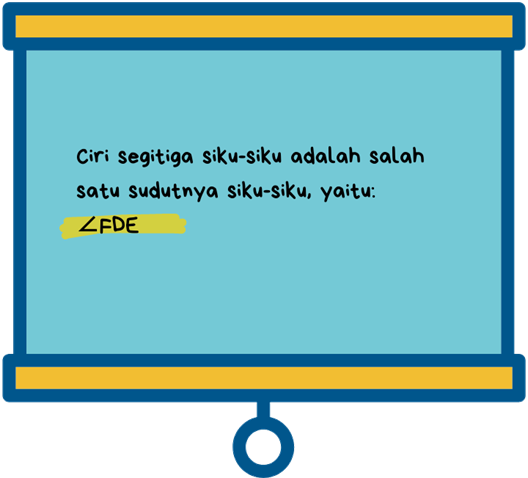 Ciri segitiga siku-siku adalah salah
satu sudutnya siku-siku, yaitu:
∠FDE